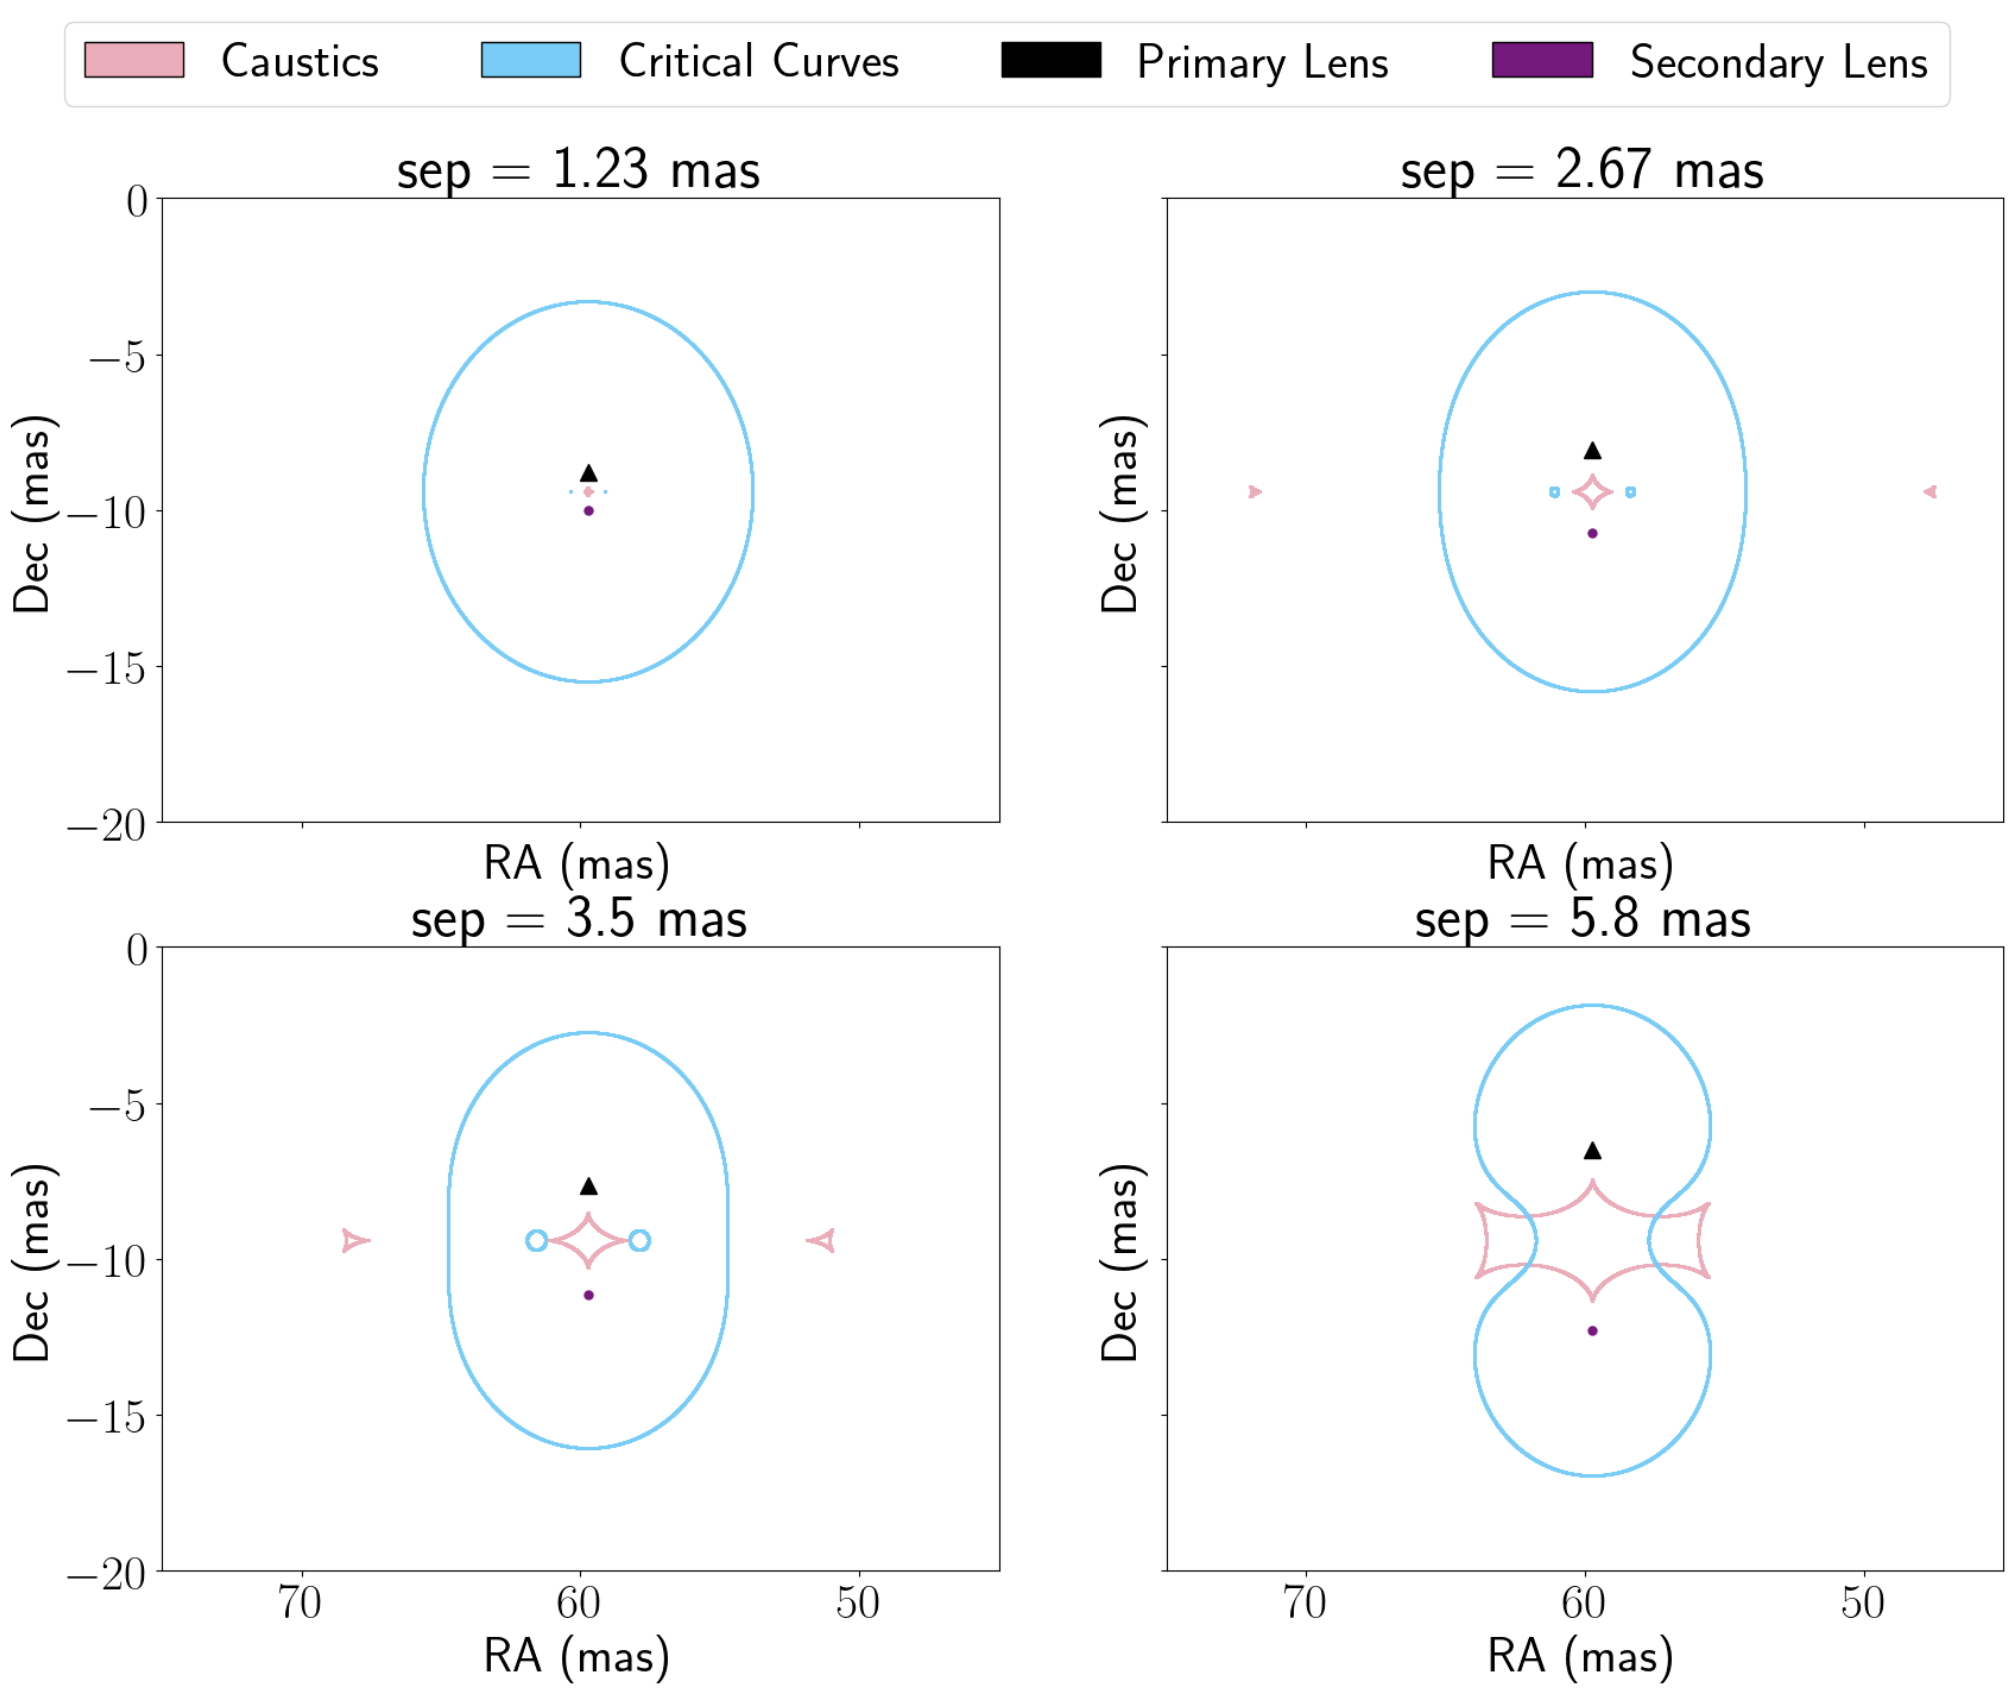 Caustics Critical Curves Primary Lens Secondary Lens
sep = 1.23 mas
sep = 2.67 mas
0
−5
−10
−15
−20
Dec (mas)
RA (mas)
Dec (mas)
RA (mas)
sep = 3.5 mas
sep = 5.8 mas
0
−5
−10
−15
−20
Dec (mas)
70 60 50
RA (mas)
Dec (mas)
70 60 50
RA (mas)